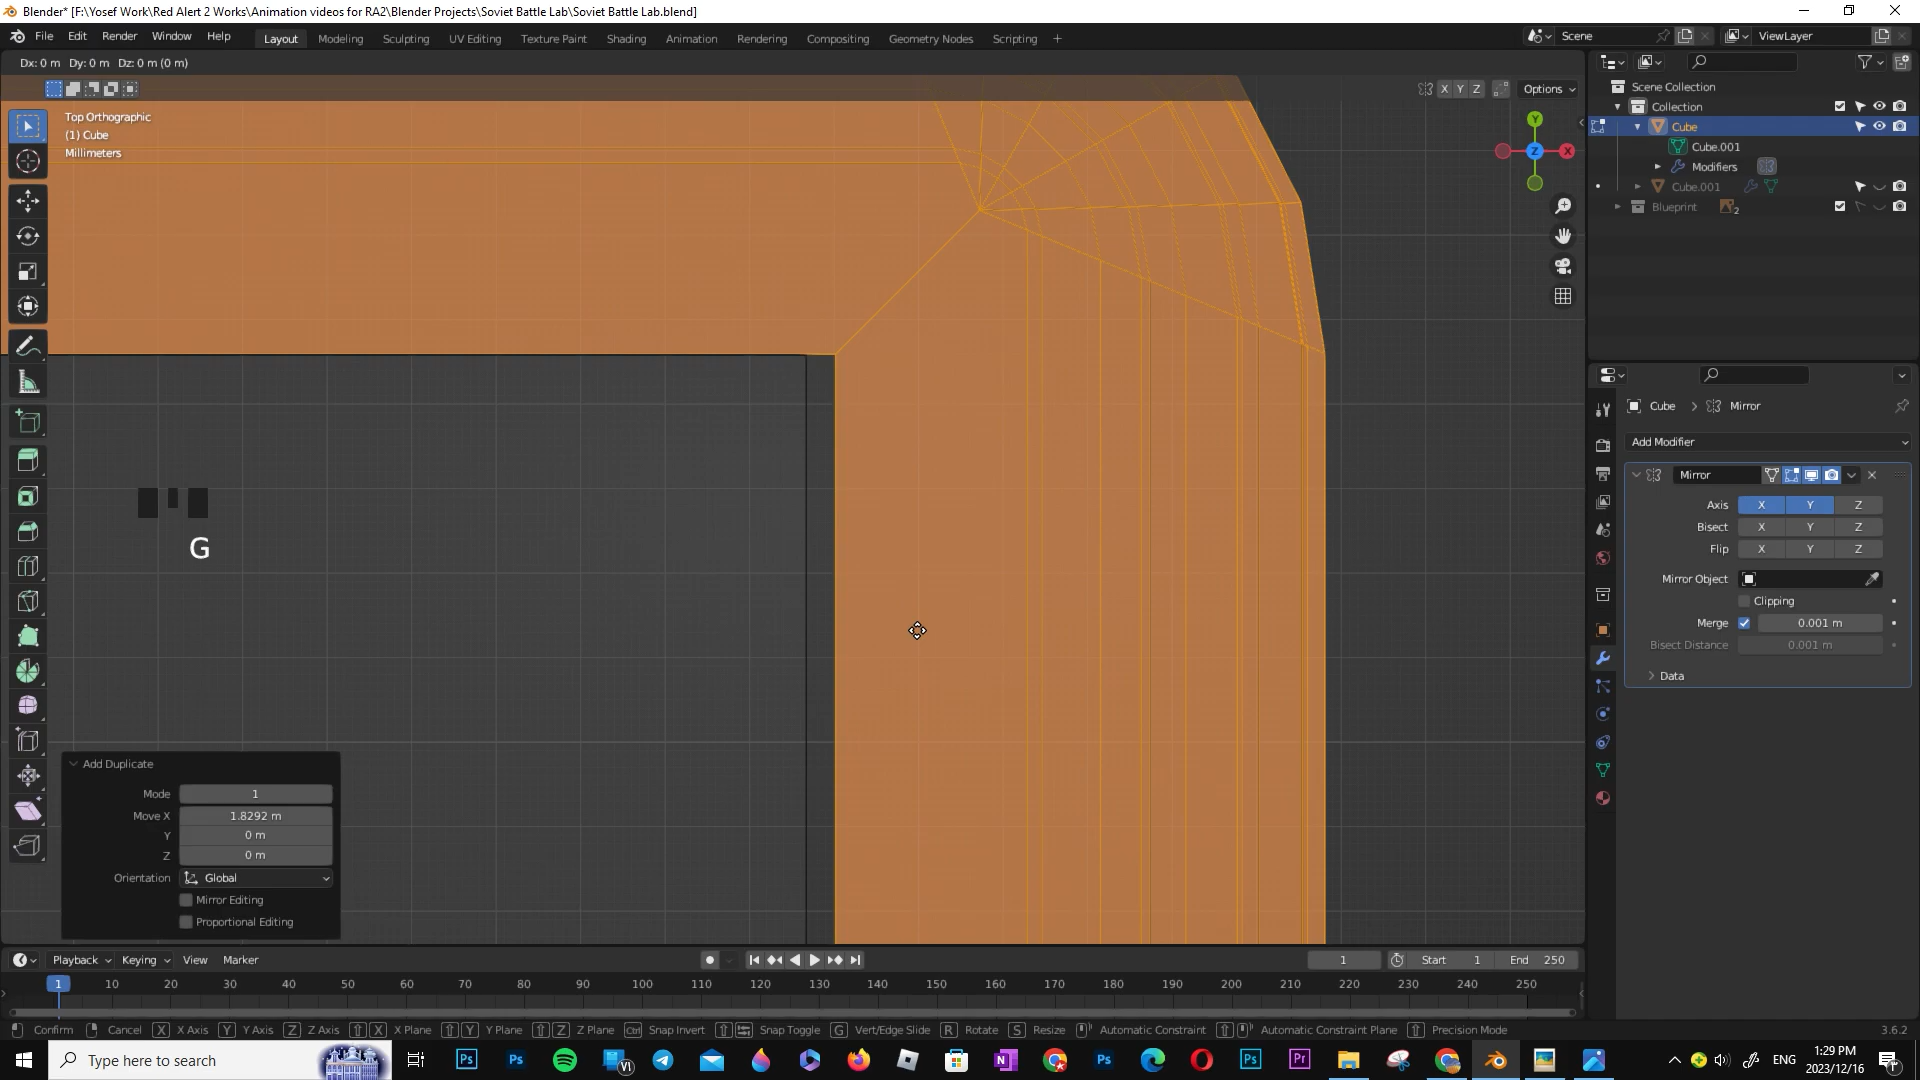 Blender* [F:\Yosef Work\Red Alert 2 Works\Animation videos for RA2\Blender Projects\Soviet Battle Lab\Soviet Battle Lab.blend]
File Edit Render Window Help Layout Modeling Sculpting UV Editing Texture Paint Shading Animation Rendering Compositing Geometry Nodes Scripting + Scene ViewLayer
Dx: 0 m Dy: 0 m Dz: 0 m (0 m)
X Y Z Options
Top Orthographic
(1) Cube
Millimeters
Y
Z X
Scene Collection
Collection
Cube
Cube.001
Modifiers
Cube.001
Blueprint 2
Cube > Mirror
Add Modifier
Mirror
Axis X Y Z
Bisect X Y Z
Flip X Y Z
Mirror Object
Clipping
Merge 0.001 m
Bisect Distance 0.001 m
Data
G
Add Duplicate
Mode 1
Move X 1.8292 m
Y 0 m
Z 0 m
Orientation Global
Mirror Editing
Proportional Editing
Playback Keying View Marker 1 Start 1 End 250
1 10 20 30 40 50 60 70 80 90 100 110 120 130 140 150 160 170 180 190 200 210 220 230 240 250
Confirm Cancel X X Axis Y Y Axis Z Z Axis X X Plane Y Y Plane Z Z Plane Ctrl Snap Invert Snap Toggle G Vert/Edge Slide R Rotate S Resize Automatic Constraint Automatic Constraint Plane Precision Mode 3.6.2
Type here to search
ENG
1:29 PM
2023/12/16